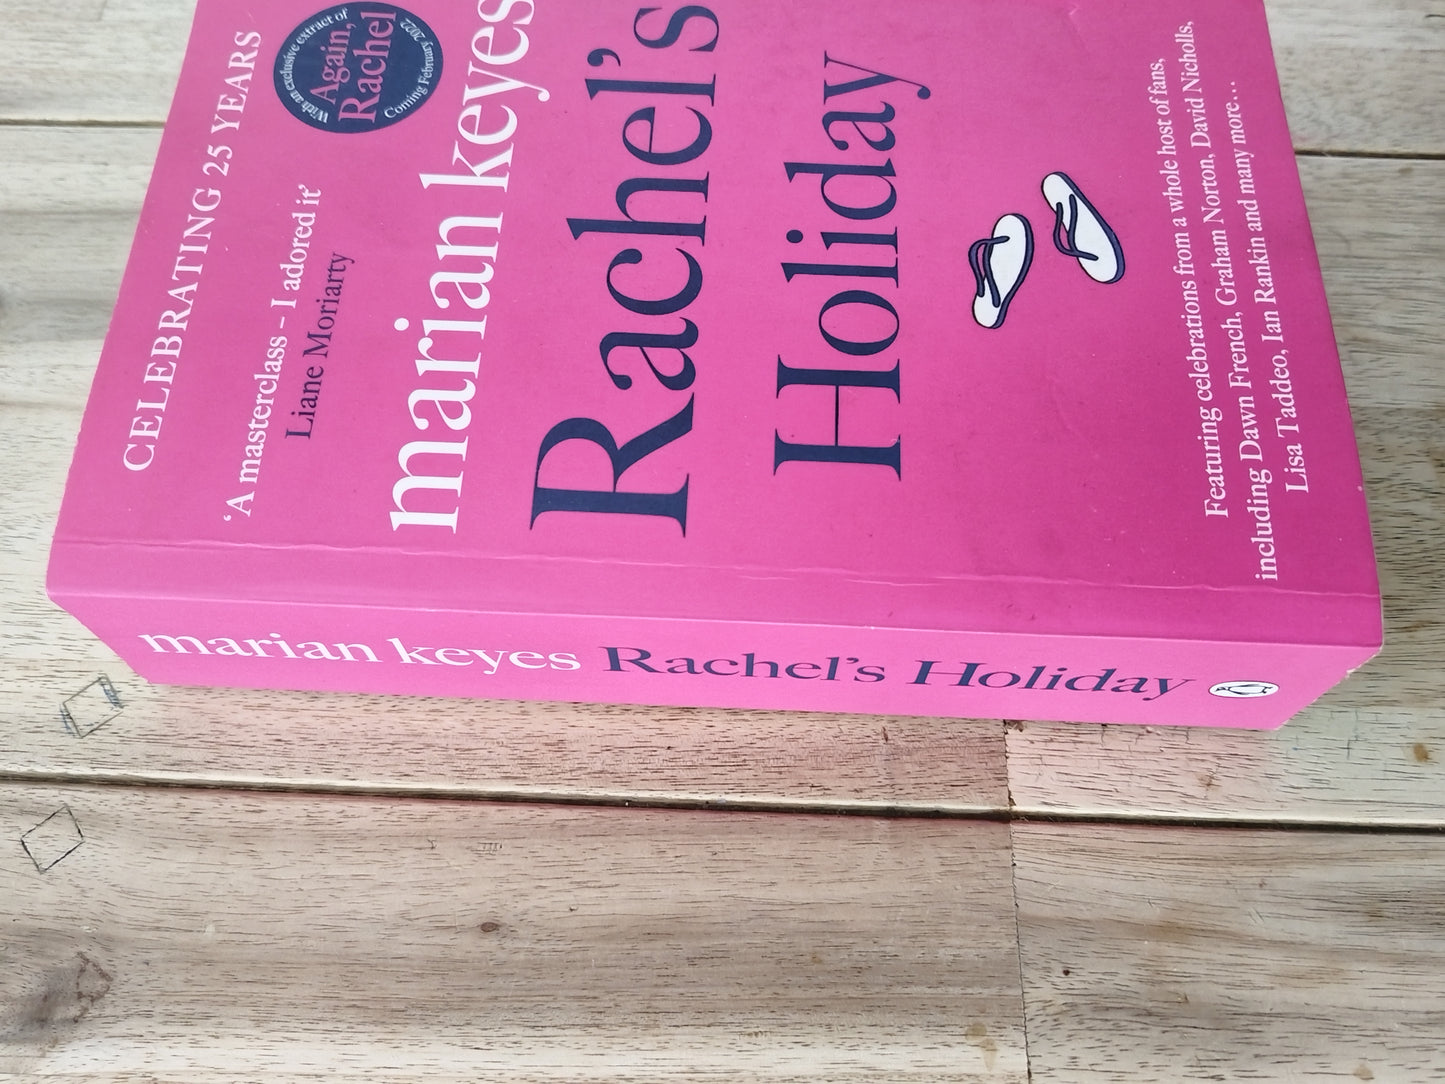 CELEBRATING 25 YEARS
With an exclusive extract of
Again,
Rachel
Coming February 2022
‘A masterclass – I adored it’
Liane Moriarty
marian keyes
Rachel’s
Holiday
Featuring celebrations from a whole host of fans,
including Dawn French, Graham Norton, David Nicholls,
Lisa Taddeo, Ian Rankin and many more…
marian keyes Rachel’s Holiday